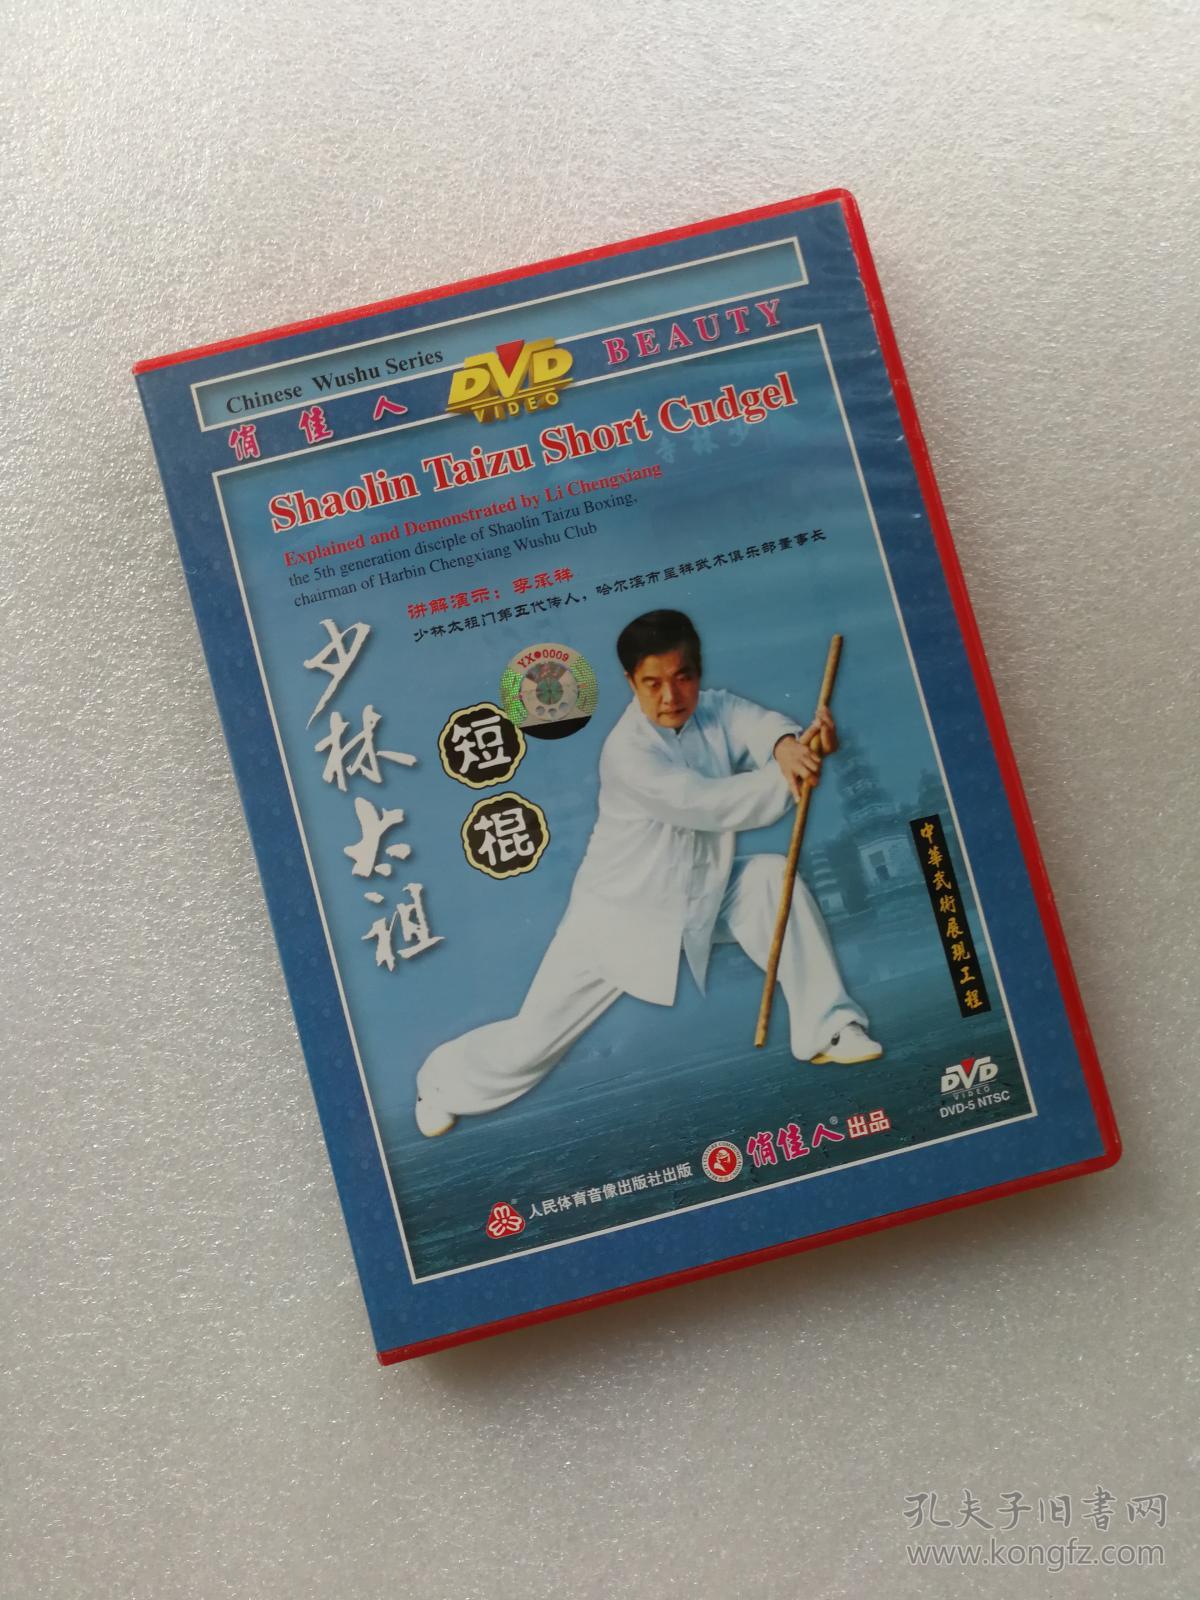 Chinese Wushu Series
DVD
VIDEO
BEAUTY
俏佳人
Shaolin Taizu Short Cudgel
Explained and Demonstrated by Li Chengxiang
the 5th generation disciple of Shaolin Taizu Boxing,
chairman of Harbin Chengxiang Wushu Club
讲解演示：李承祥
少林太祖门第五代传人，哈尔滨市呈祥武术俱乐部董事长
少林太祖
短棍
YX●0009
中華武術展現工程
DVD
VIDEO
DVD-5 NTSC
人民体育音像出版社出版
俏佳人®出品
孔夫子旧书网
www.kongfz.com